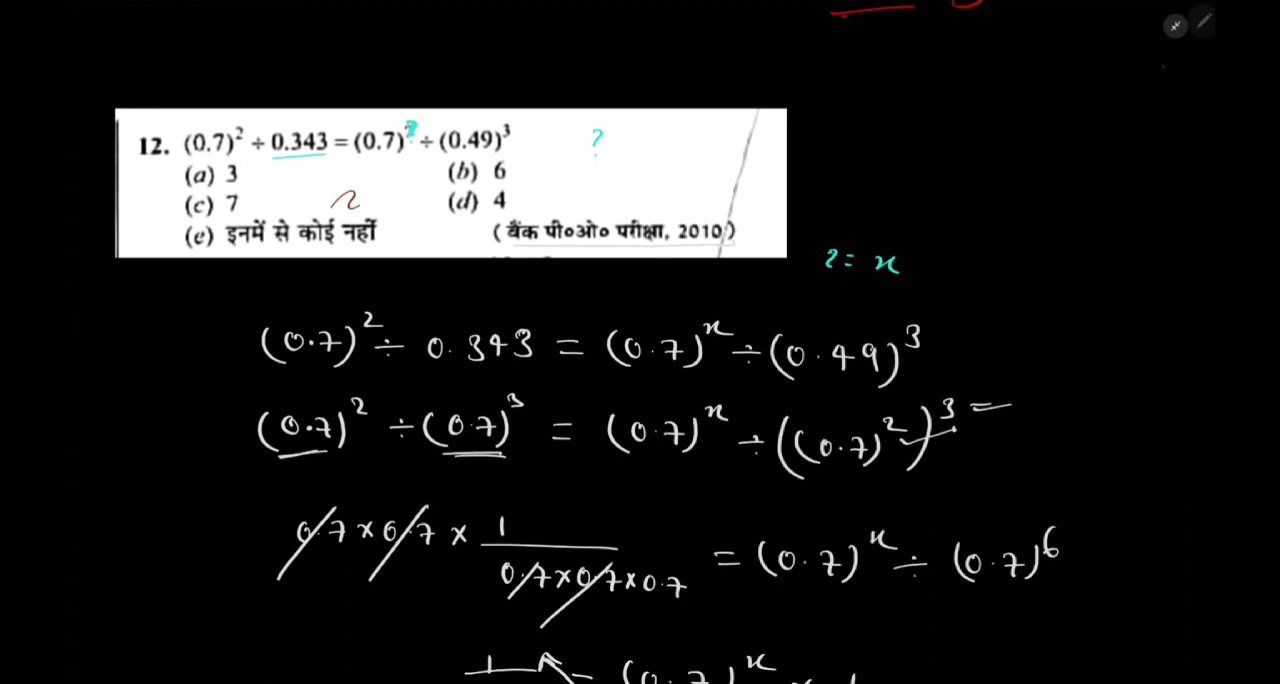 12. (0.7)² ÷ 0.343 = (0.7)^? ÷ (0.49)³ ?
(a) 3 (b) 6
(c) 7 (d) 4
(e) इनमें से कोई नहीं (बैंक पी०ओ० परीक्षा, 2010)
? = x
(0.7)² ÷ 0.343 = (0.7)^x ÷ (0.49)³
(0.7)² ÷ (0.7)³ = (0.7)^x ÷ ((0.7)²)³ =
0.7 × 0.7 × 1 / 0.7 × 0.7 × 0.7 = (0.7)^x ÷ (0.7)⁶